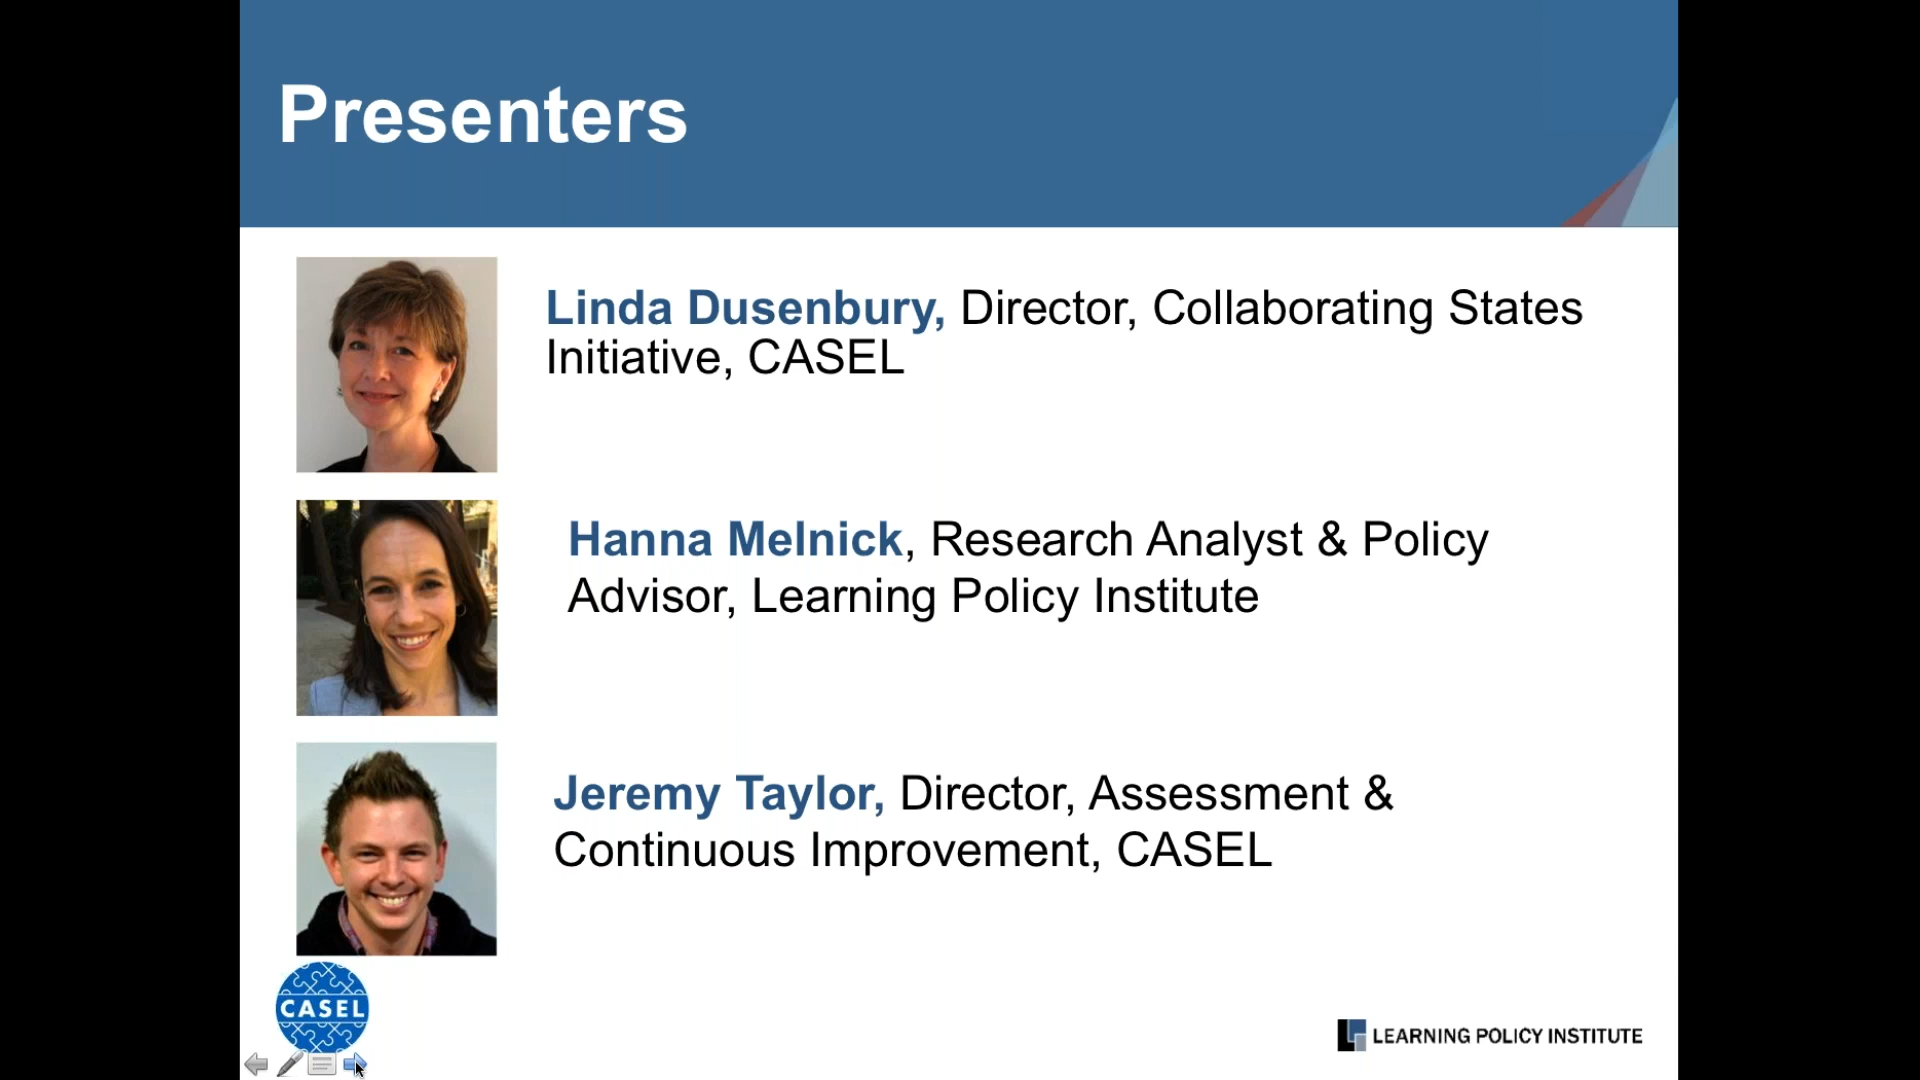 Presenters
Linda Dusenbury, Director, Collaborating States
Initiative, CASEL
Hanna Melnick, Research Analyst & Policy
Advisor, Learning Policy Institute
Jeremy Taylor, Director, Assessment &
Continuous Improvement, CASEL
CASEL
LEARNING POLICY INSTITUTE